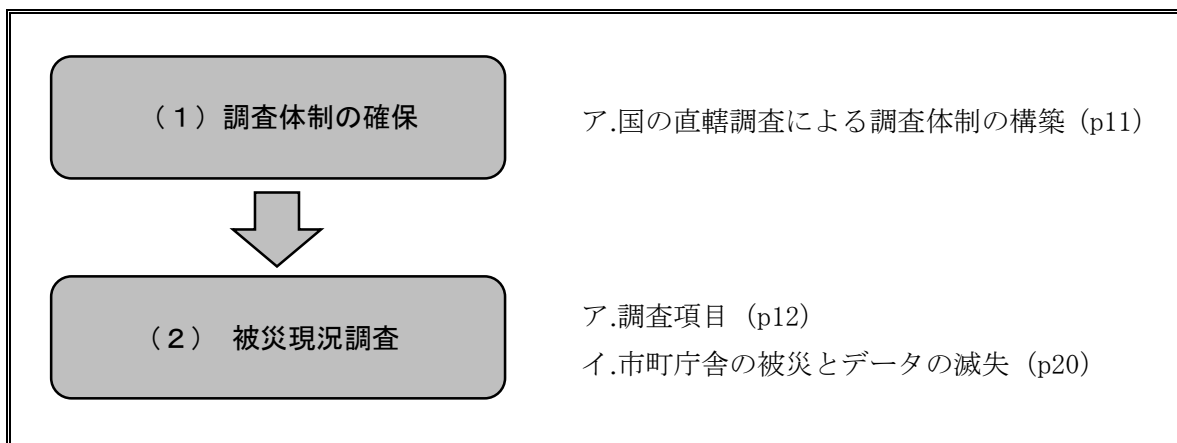 （１）調査体制の確保
ア.国の直轄調査による調査体制の構築（p11）
（２）　被災現況調査
ア.調査項目（p12）
イ.市町庁舎の被災とデータの滅失（p20）